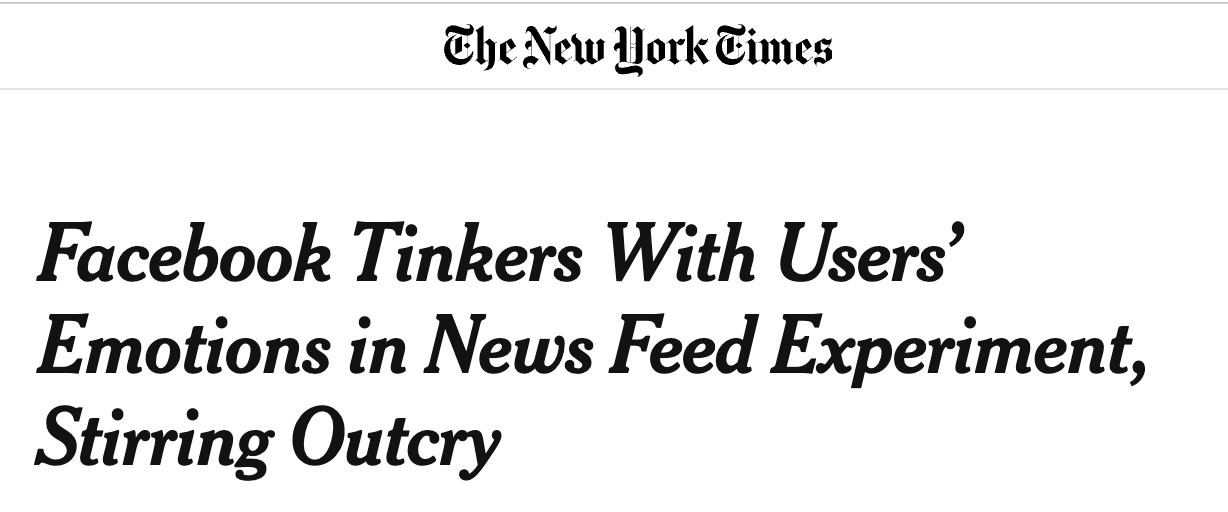 The New York Times
Facebook Tinkers With Users’
Emotions in News Feed Experiment,
Stirring Outcry